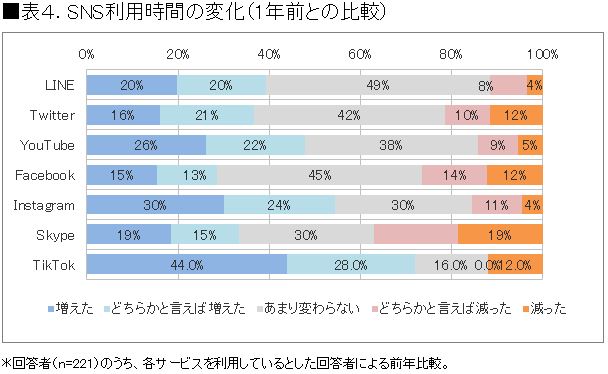 ■表4．SNS利用時間の変化（1年前との比較）
0% 20% 40% 60% 80% 100%
LINE 20% 20% 49% 8% 4%
Twitter 16% 21% 42% 10% 12%
YouTube 26% 22% 38% 9% 5%
Facebook 15% 13% 45% 14% 12%
Instagram 30% 24% 30% 11% 4%
Skype 19% 15% 30% 19%
TikTok 44.0% 28.0% 16.0% 0.0% 12.0%
増えた どちらかと言えば増えた あまり変わらない どちらかと言えば減った 減った
＊回答者（n=221）のうち、各サービスを利用しているとした回答者による前年比較。